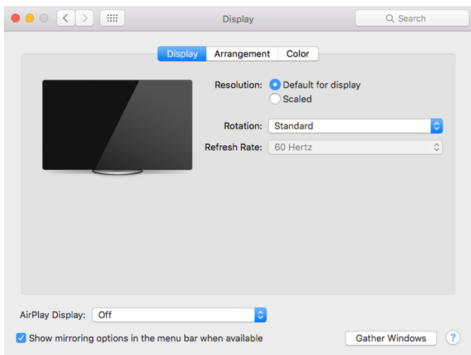 Display
Search
Display Arrangement Color
Resolution: Default for display
Scaled
Rotation: Standard
Refresh Rate: 60 Hertz
AirPlay Display: Off
Show mirroring options in the menu bar when available
Gather Windows ?